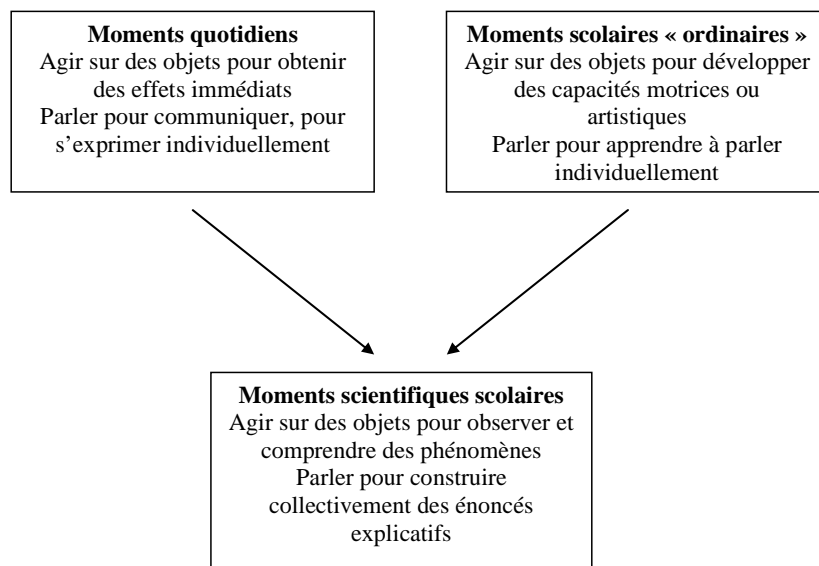 Moments quotidiens
Agir sur des objets pour obtenir
des effets immédiats
Parler pour communiquer, pour
s’exprimer individuellement
Moments scolaires « ordinaires »
Agir sur des objets pour développer
des capacités motrices ou
artistiques
Parler pour apprendre à parler
individuellement
Moments scientifiques scolaires
Agir sur des objets pour observer et
comprendre des phénomènes
Parler pour construire
collectivement des énoncés
explicatifs